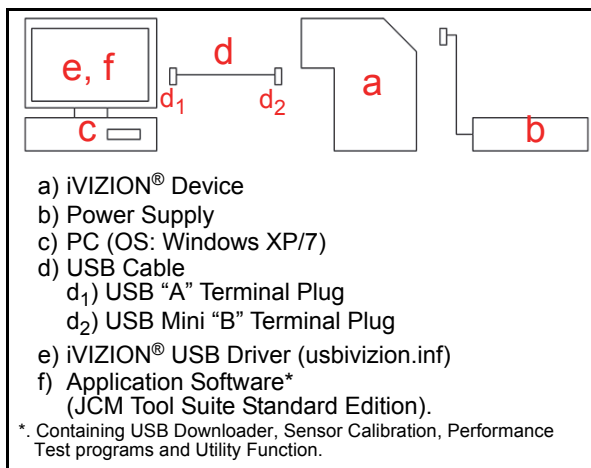 e, f
d
d1
d2
a
b
c
a) iVIZION® Device
b) Power Supply
c) PC (OS: Windows XP/7)
d) USB Cable
d1) USB “A” Terminal Plug
d2) USB Mini “B” Terminal Plug
e) iVIZION® USB Driver (usbivizion.inf)
f) Application Software*
(JCM Tool Suite Standard Edition).
*. Containing USB Downloader, Sensor Calibration, Performance
Test programs and Utility Function.